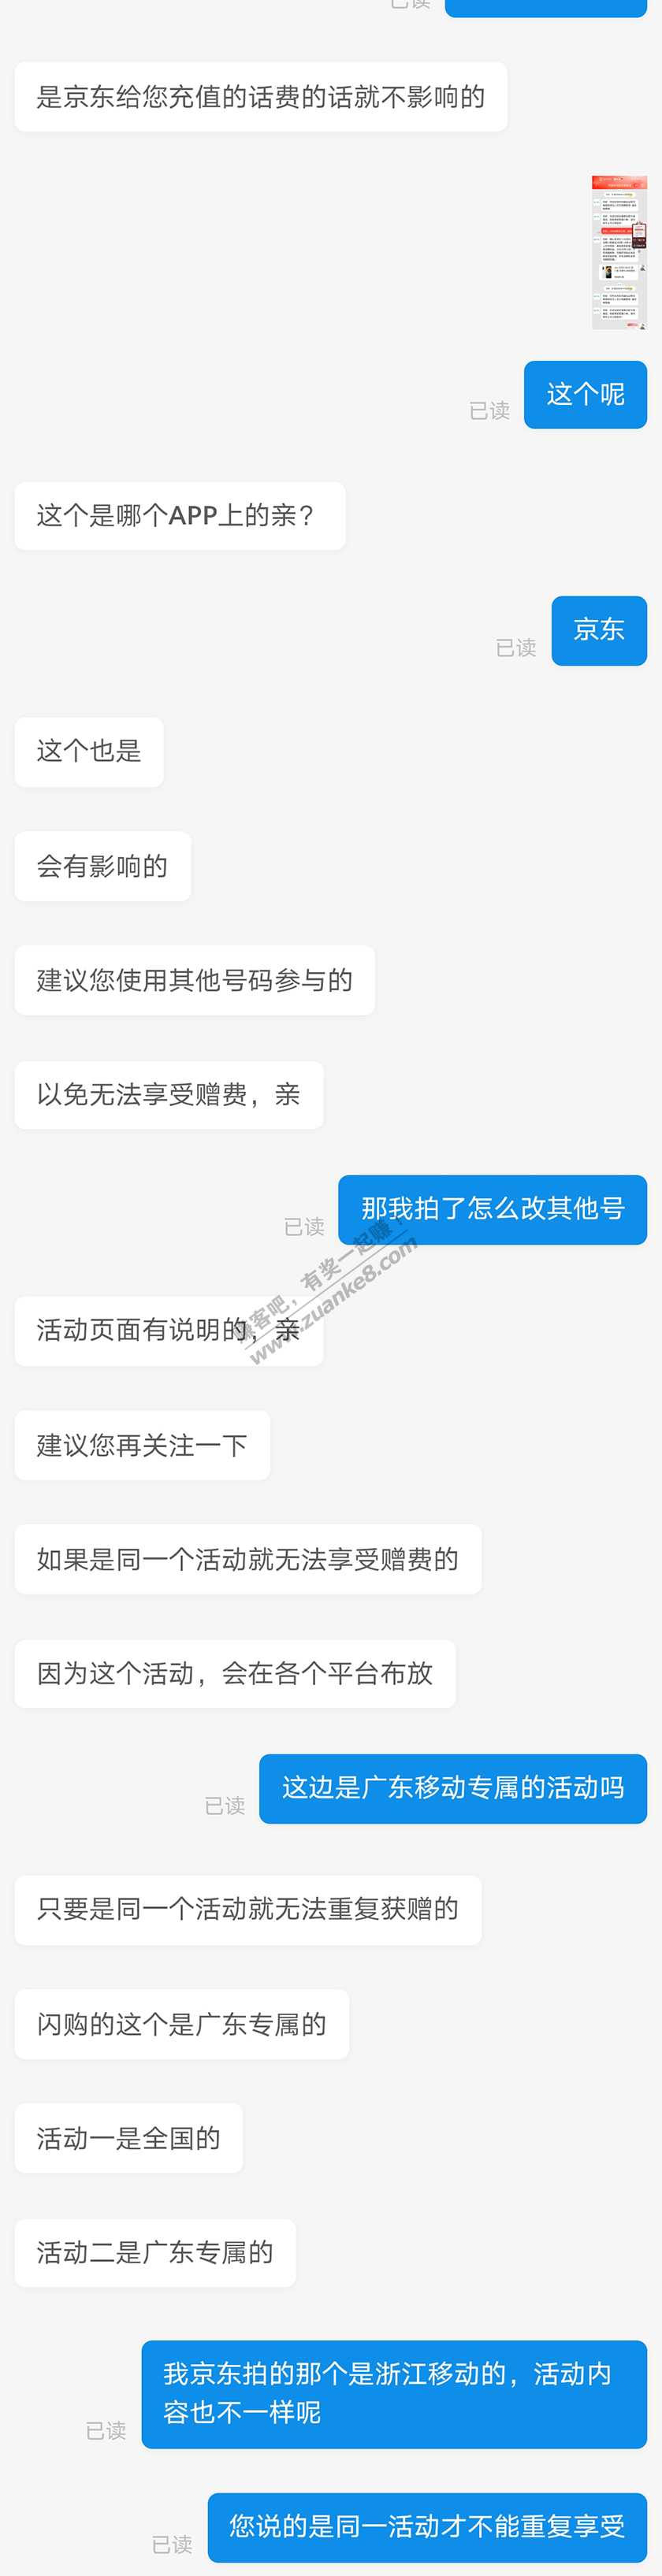 已读
是京东给您充值的话费的话就不影响的
这个呢
已读
这个是哪个APP上的亲？
京东
已读
这个也是
会有影响的
建议您使用其他号码参与的
以免无法享受赠费，亲
那我拍了怎么改其他号
已读
赚客吧，有奖一起赚！
www.zuanke8.com
活动页面有说明的，亲
建议您再关注一下
如果是同一个活动就无法享受赠费的
因为这个活动，会在各个平台布放
这边是广东移动专属的活动吗
已读
只要是同一个活动就无法重复获赠的
闪购的这个是广东专属的
活动一是全国的
活动二是广东专属的
我京东拍的那个是浙江移动的，活动内
容也不一样呢
已读
您说的是同一活动才不能重复享受
已读